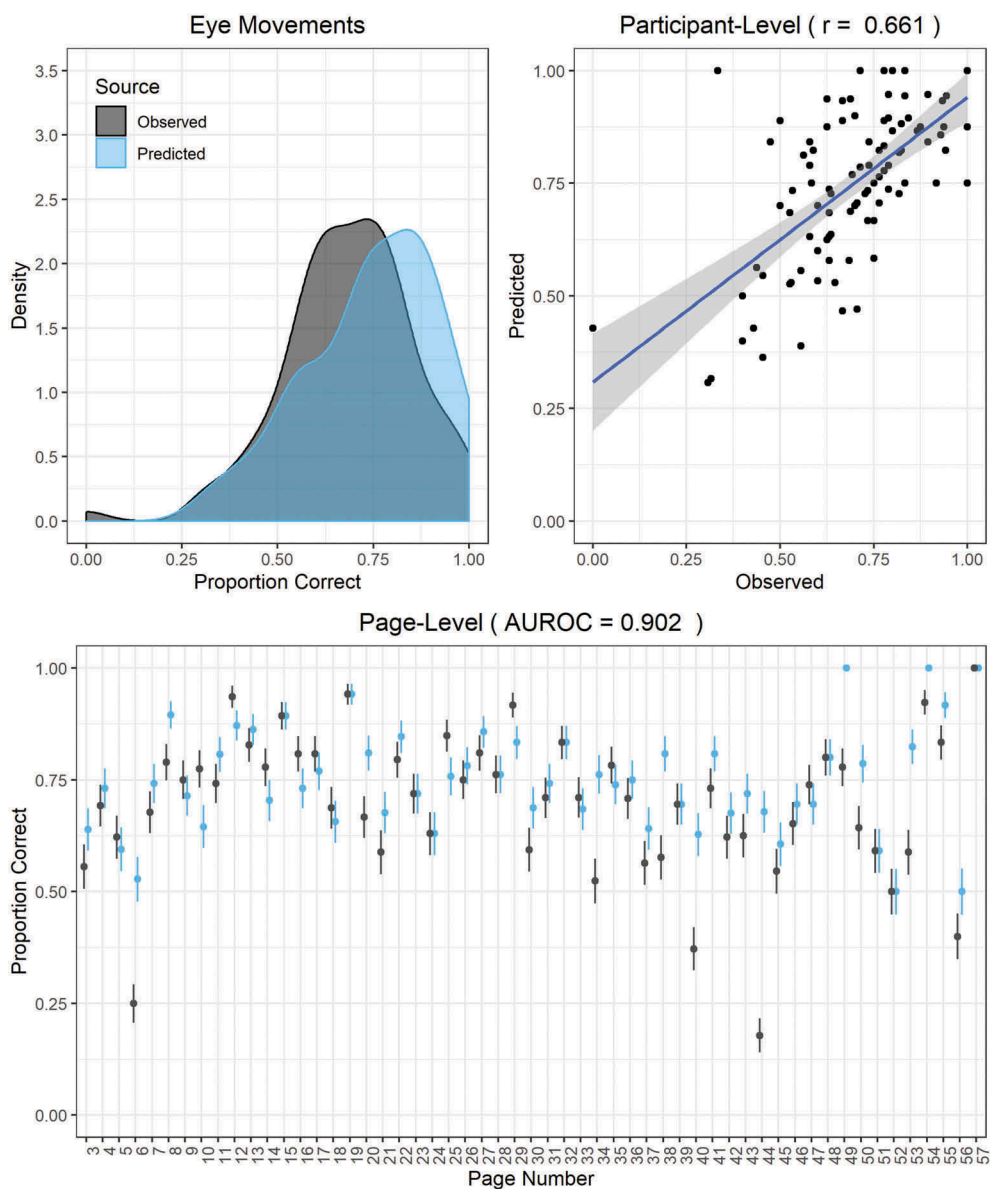 Eye Movements
3.5
3.0
2.5
2.0
1.5
1.0
0.5
0.0
Density
Source
Observed
Predicted
0.00 0.25 0.50 0.75 1.00
Proportion Correct
Participant-Level ( r = 0.661 )
1.00
0.75
0.50
0.25
0.00
Predicted
0.00 0.25 0.50 0.75 1.00
Observed
Page-Level ( AUROC = 0.902 )
1.00
0.75
0.50
0.25
0.00
Proportion Correct
3 4 5 6 7 8 9 10 11 12 13 14 15 16 17 18 19 20 21 22 23 24 25 26 27 28 29 30 31 32 33 34 35 36 37 38 39 40 41 42 43 44 45 46 47 48 49 50 51 52 53 54 55 56 57
Page Number